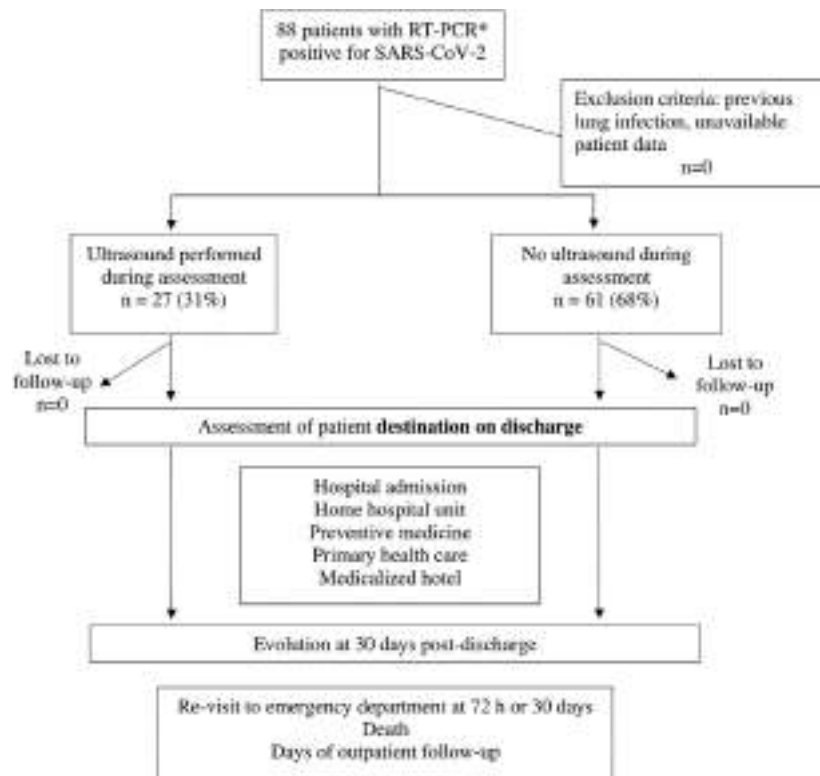 88 patients with RT-PCR*
positive for SARS-CoV-2
Exclusion criteria: previous
lung infection, unavailable
patient data
n=0
Ultrasound performed
during assessment
n = 27 (31%)
No ultrasound during
assessment
n = 61 (68%)
Lost to
follow-up
n=0
Lost to
follow-up
n=0
Assessment of patient destination on discharge
Hospital admission
Home hospital unit
Preventive medicine
Primary health care
Medicalized hotel
Evolution at 30 days post-discharge
Re-visit to emergency department at 72 h or 30 days
Death
Days of outpatient follow-up